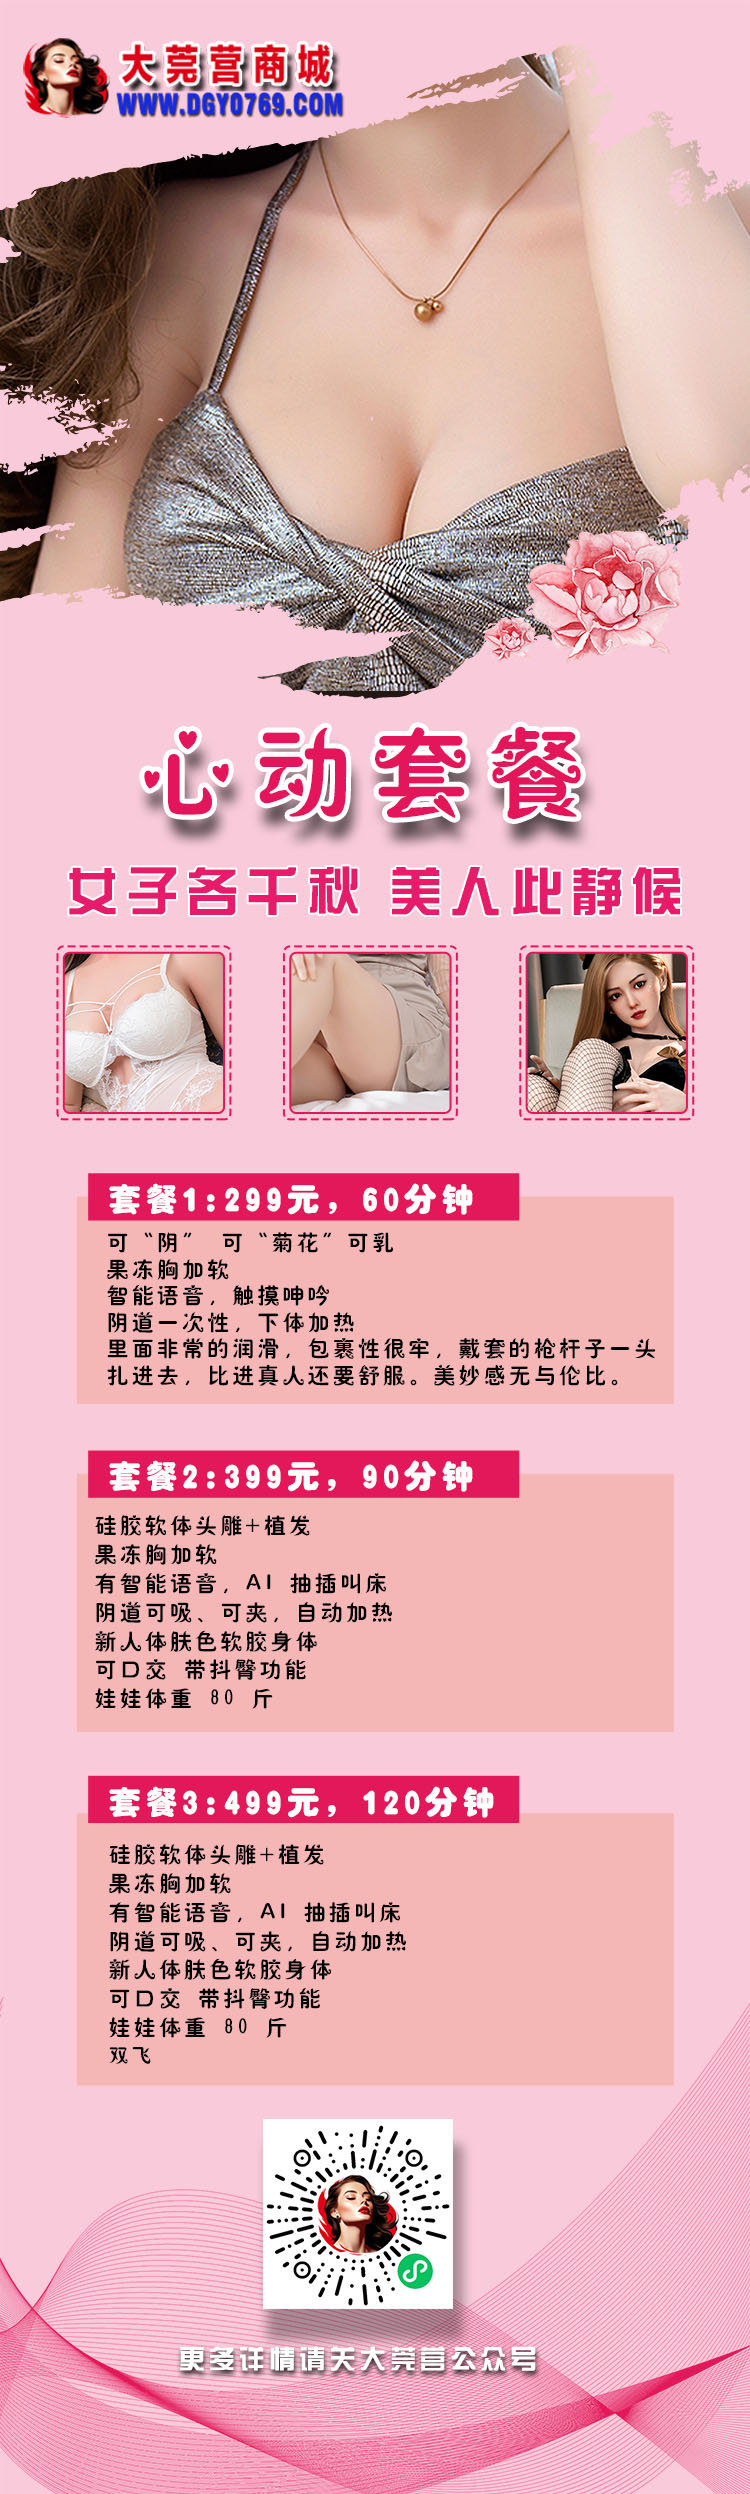 大莞营商城
WWW.DGY0769.COM
心动套餐
女子各千秋 美人此静候
套餐1:299元，60分钟
可“阴” 可“菊花”可乳
果冻胸加软
智能语音，触摸呻吟
阴道一次性，下体加热
里面非常的润滑，包裹性很牢，戴套的枪杆子一头
扎进去，比进真人还要舒服。美妙感无与伦比。
套餐2:399元，90分钟
硅胶软体头雕+植发
果冻胸加软
有智能语音，AI 抽插叫床
阴道可吸、可夹，自动加热
新人体肤色软胶身体
可口交 带抖臀功能
娃娃体重 80 斤
套餐3:499元，120分钟
硅胶软体头雕+植发
果冻胸加软
有智能语音，AI 抽插叫床
阴道可吸、可夹，自动加热
新人体肤色软胶身体
可口交 带抖臀功能
娃娃体重 80 斤
双飞
更多详情请关大莞营公众号